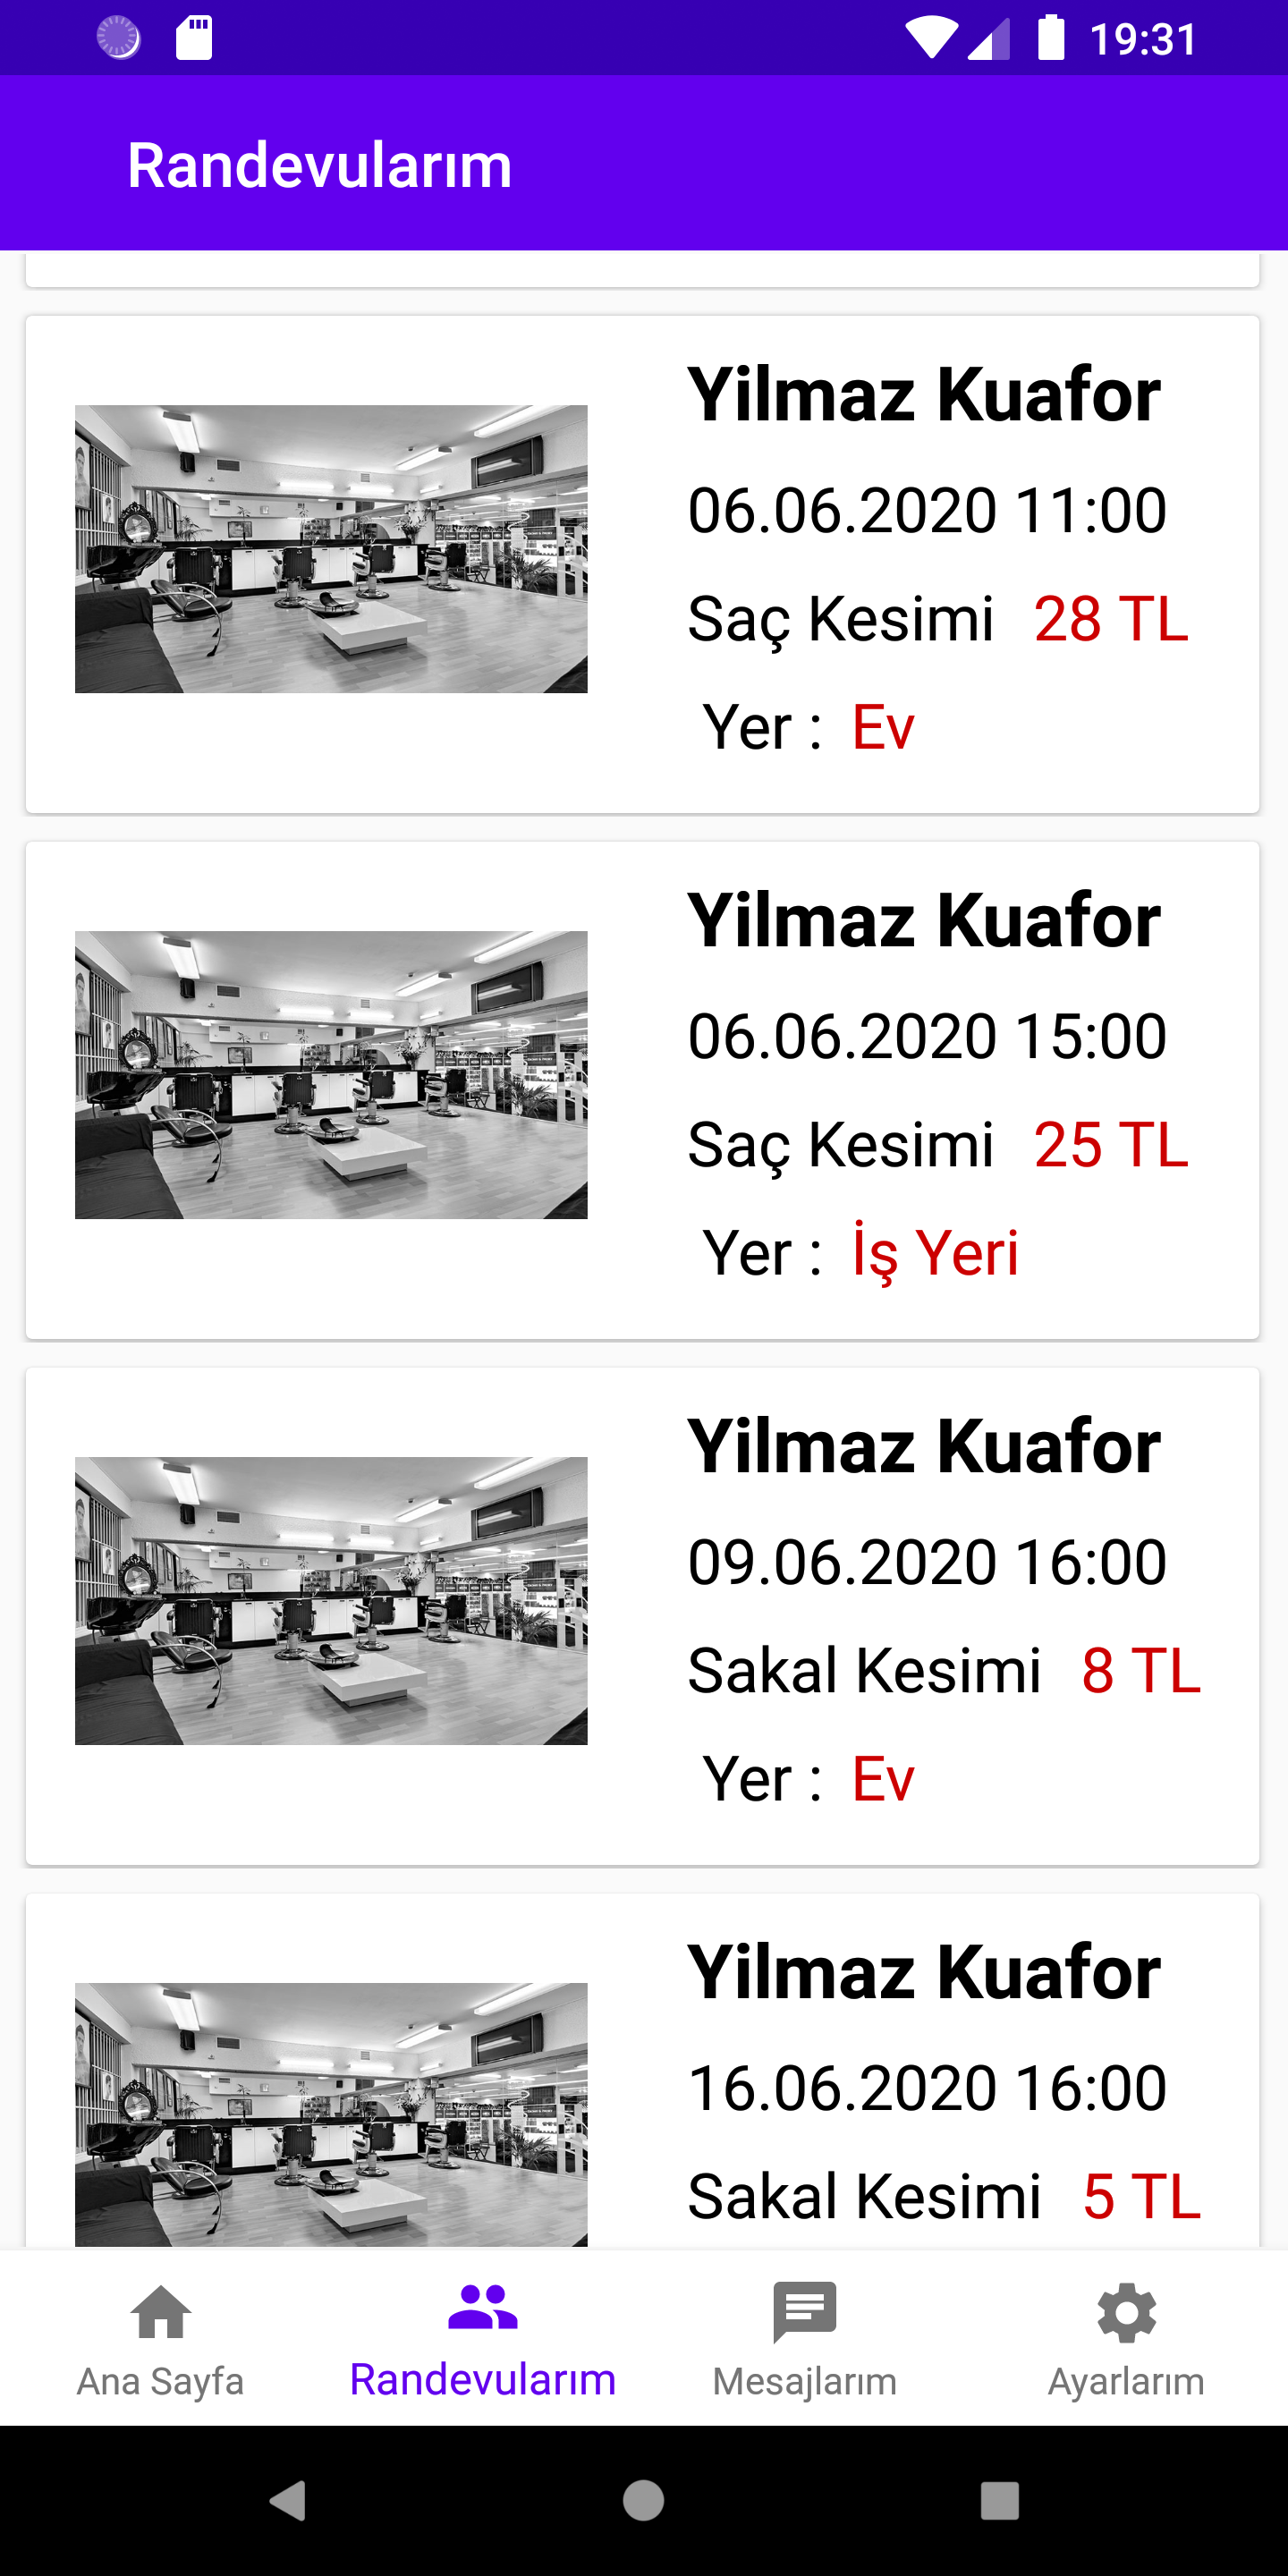 19:31
Randevularım
Yilmaz Kuafor
06.06.2020 11:00
Saç Kesimi 28 TL
Yer : Ev
Yilmaz Kuafor
06.06.2020 15:00
Saç Kesimi 25 TL
Yer : İş Yeri
Yilmaz Kuafor
09.06.2020 16:00
Sakal Kesimi 8 TL
Yer : Ev
Yilmaz Kuafor
16.06.2020 16:00
Sakal Kesimi 5 TL
Ana Sayfa
Randevularım
Mesajlarım
Ayarlarım